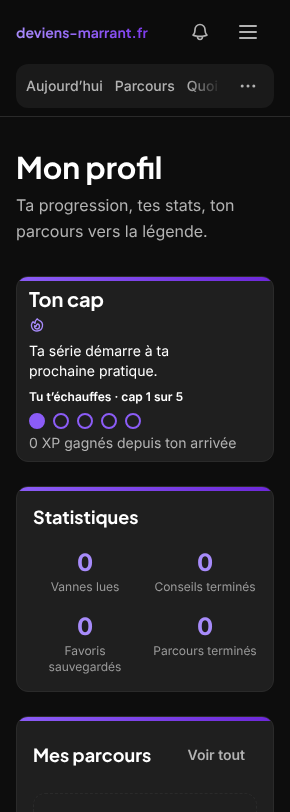 deviens-marrant.fr
Aujourd’hui Parcours Quoi
Mon profil
Ta progression, tes stats, ton
parcours vers la légende.
Ton cap
Ta série démarre à ta
prochaine pratique.
Tu t’échauffes · cap 1 sur 5
0 XP gagnés depuis ton arrivée
Statistiques
0 0
Vannes lues Conseils terminés
0 0
Favoris Parcours terminés
sauvegardés
Mes parcours Voir tout